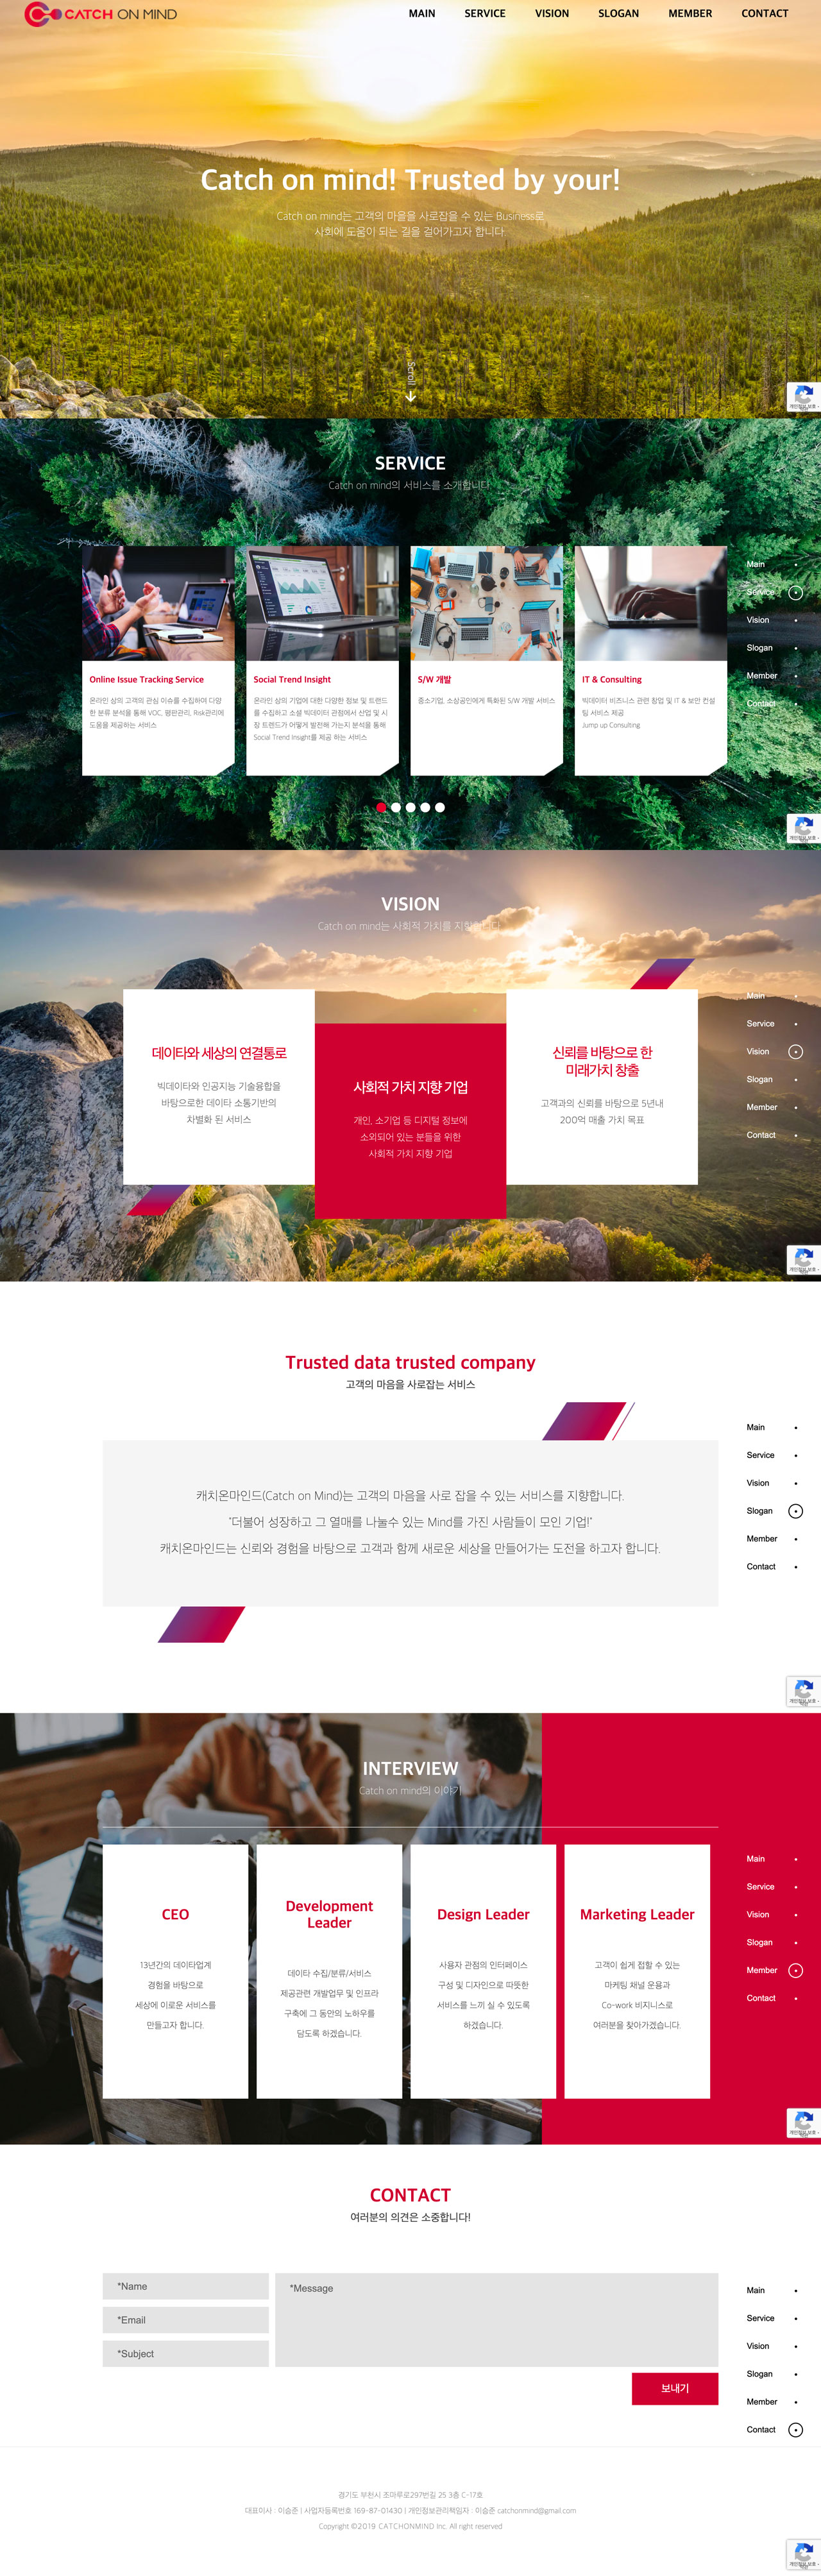 CATCH ON MIND
MAIN SERVICE VISION SLOGAN MEMBER CONTACT
Catch on mind! Trusted by your!
Catch on mind는 고객의 마음을 사로잡을 수 있는 Business로
사회에 도움이 되는 길을 걸어가고자 합니다
Scroll
SERVICE
Catch on mind의 서비스를 소개합니다
Online Issue Tracking Service
온라인 상의 고객의 관심 이슈를 수집하여 다양
한 분류 분석을 통해 VOC, 평판관리, Risk관리에
도움을 제공하는 서비스
Social Trend Insight
온라인 상의 기업에 대한 다양한 정보 및 트렌드
를 수집하고 소셜 빅데이터 관점에서 산업 및 시
장 트렌드가 어떻게 발전해 가는지 분석을 통해
Social Trend Insight를 제공 하는 서비스
S/W 개발
중소기업, 소상공인에게 특화된 S/W 개발 서비스
IT & Consulting
빅데이터 비즈니스 관련 창업 및 IT & 보안 컨설
팅 서비스 제공
Jump up Consulting
Main
Service
Vision
Slogan
Member
Contact
개인정보 보호 -
VISION
Catch on mind는 사회적 가치를 지향합니다
데이타와 세상의 연결통로
빅데이타와 인공지능 기술융합을
바탕으로한 데이타 소통기반의
차별화 된 서비스
사회적 가치 지향 기업
개인, 소기업 등 디지털 정보에
소외되어 있는 분들을 위한
사회적 가치 지향 기업
신뢰를 바탕으로 한
미래가치 창출
고객과의 신뢰를 바탕으로 5년내
200억 매출 가치 목표
Main
Service
Vision
Slogan
Member
Contact
개인정보 보호 -
Trusted data trusted company
고객의 마음을 사로잡는 서비스
캐치온마인드(Catch on Mind)는 고객의 마음을 사로 잡을 수 있는 서비스를 지향합니다.
"더불어 성장하고 그 열매를 나눌수 있는 Mind를 가진 사람들이 모인 기업!"
캐치온마인드는 신뢰와 경험을 바탕으로 고객과 함께 새로운 세상을 만들어가는 도전을 하고자 합니다.
Main
Service
Vision
Slogan
Member
Contact
개인정보 보호 -
INTERVIEW
Catch on mind의 이야기
CEO
13년간의 데이타업계
경험을 바탕으로
세상에 이로운 서비스를
만들고자 합니다.
Development
Leader
데이타 수집/분류/서비스
제공관련 개발업무 및 인프라
구축에 그 동안의 노하우를
담도록 하겠습니다.
Design Leader
사용자 관점의 인터페이스
구성 및 디자인으로 따뜻한
서비스를 느끼 실 수 있도록
하겠습니다.
Marketing Leader
고객이 쉽게 접할 수 있는
마케팅 채널 운용과
Co-work 비지니스로
여러분을 찾아가겠습니다.
Main
Service
Vision
Slogan
Member
Contact
개인정보 보호 -
CONTACT
여러분의 의견은 소중합니다!
*Name
*Email
*Subject
*Message
보내기
Main
Service
Vision
Slogan
Member
Contact
경기도 부천시 조마루로297번길 25 3층 C-17호
대표이사 : 이승준 | 사업자등록번호 169-87-01430 | 개인정보관리책임자 : 이승준 catchonmind@gmail.com
Copyright ©2019 CATCHONMIND Inc. All right reserved
개인정보 보호 -